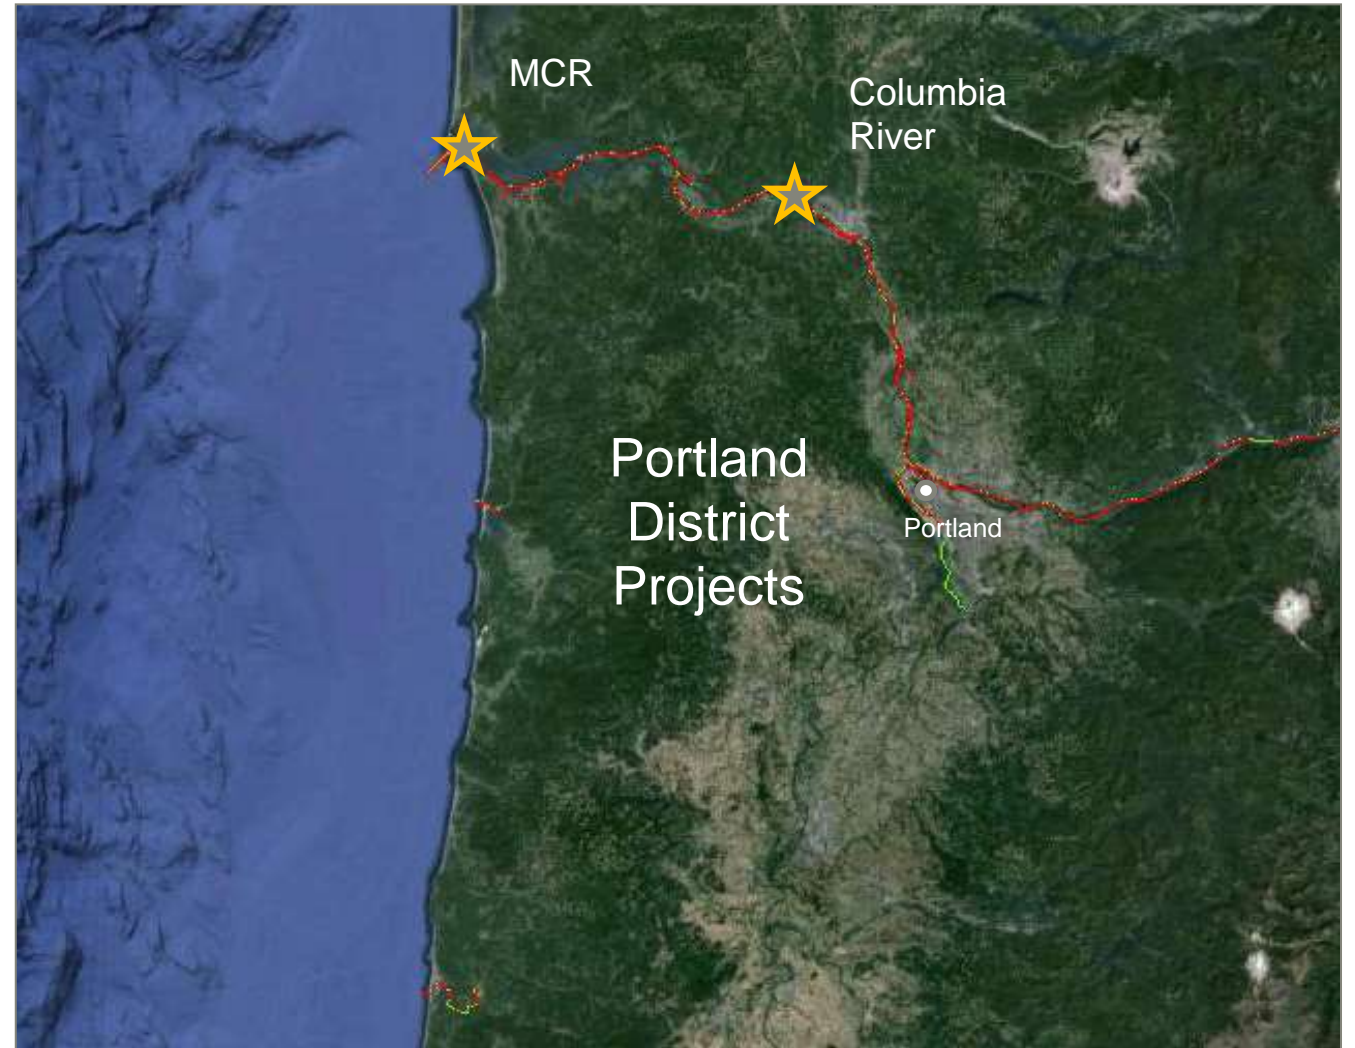 MCR
Columbia
River
Portland
District
Projects
Portland